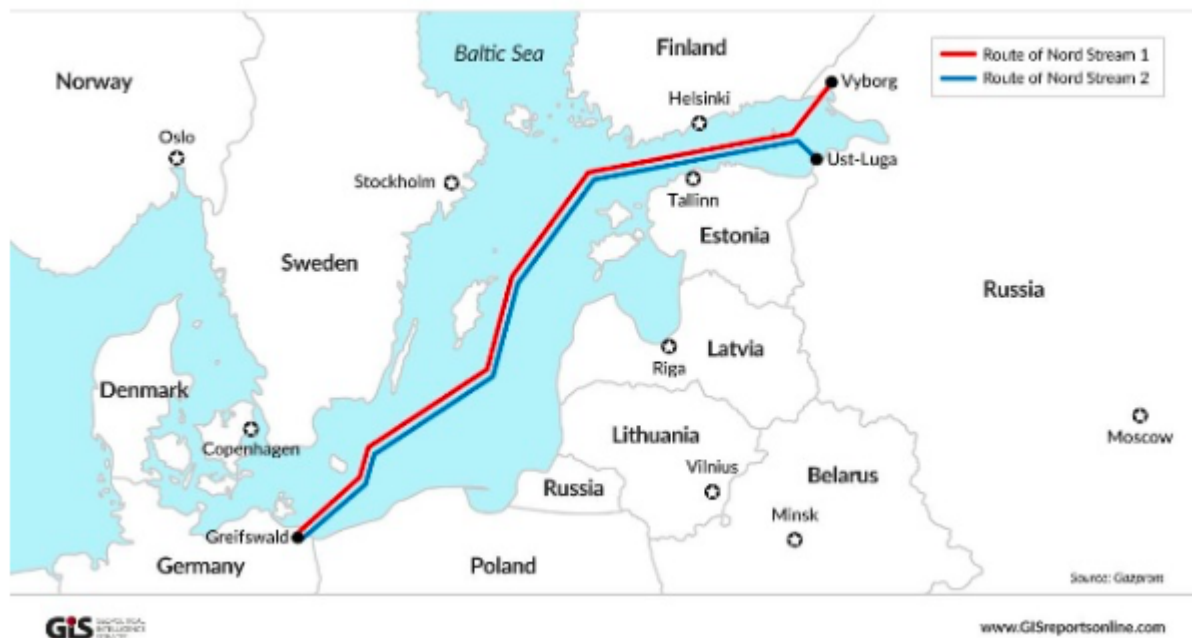 Baltic Sea
Finland
Route of Nord Stream 1
Route of Nord Stream 2
Norway
Vyborg
Helsinki
Oslo
Ust-Luga
Stockholm
Tallinn
Estonia
Sweden
Russia
Latvia
Riga
Denmark
Copenhagen
Lithuania
Moscow
Vilnius
Belarus
Russia
Minsk
Greifswald
Germany
Poland
Source: Gazprom
GIS
www.GISreportsonline.com